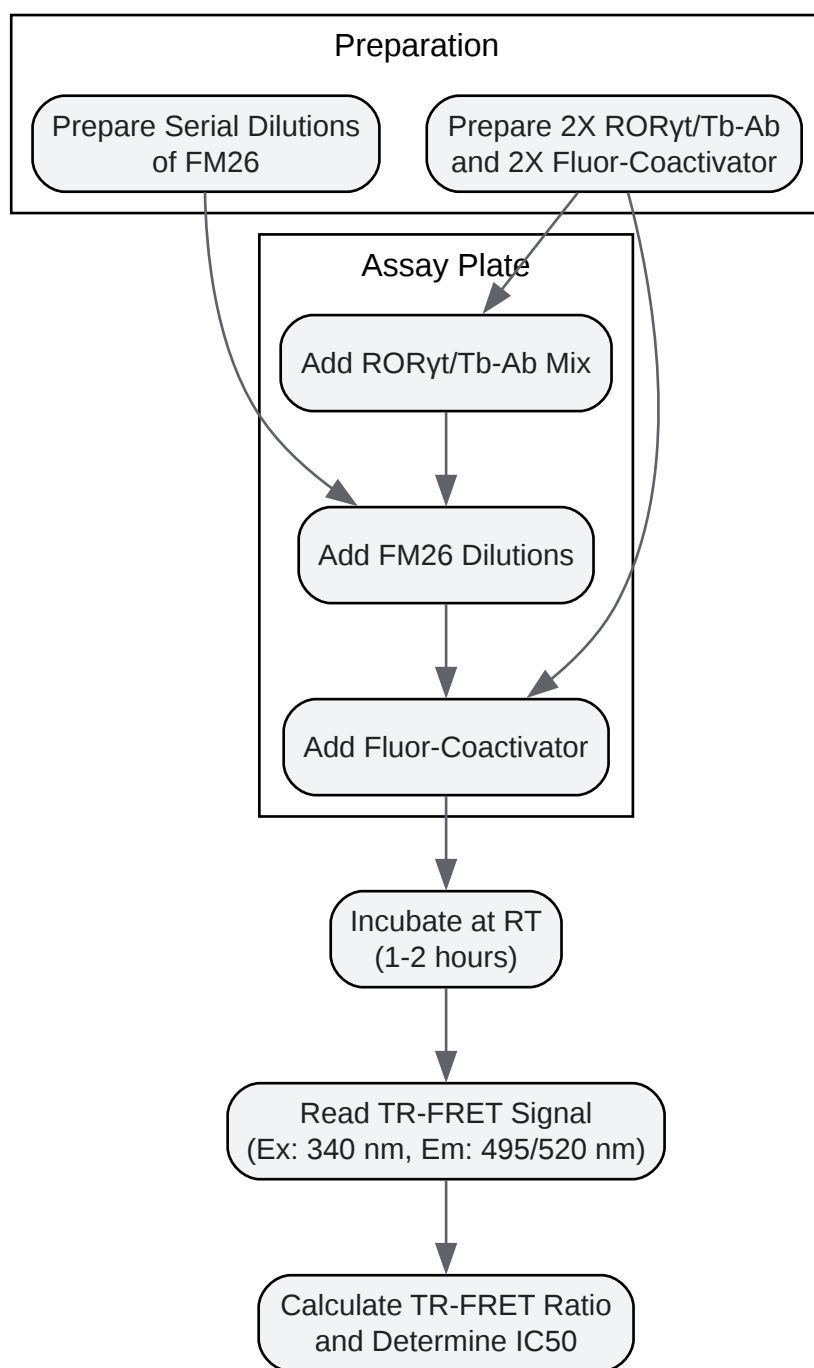 Preparation
Prepare Serial Dilutions
of FM26
Prepare 2X RORγt/Tb-Ab
and 2X Fluor-Coactivator
Assay Plate
Add RORγt/Tb-Ab Mix
Add FM26 Dilutions
Add Fluor-Coactivator
Incubate at RT
(1-2 hours)
Read TR-FRET Signal
(Ex: 340 nm, Em: 495/520 nm)
Calculate TR-FRET Ratio
and Determine IC50